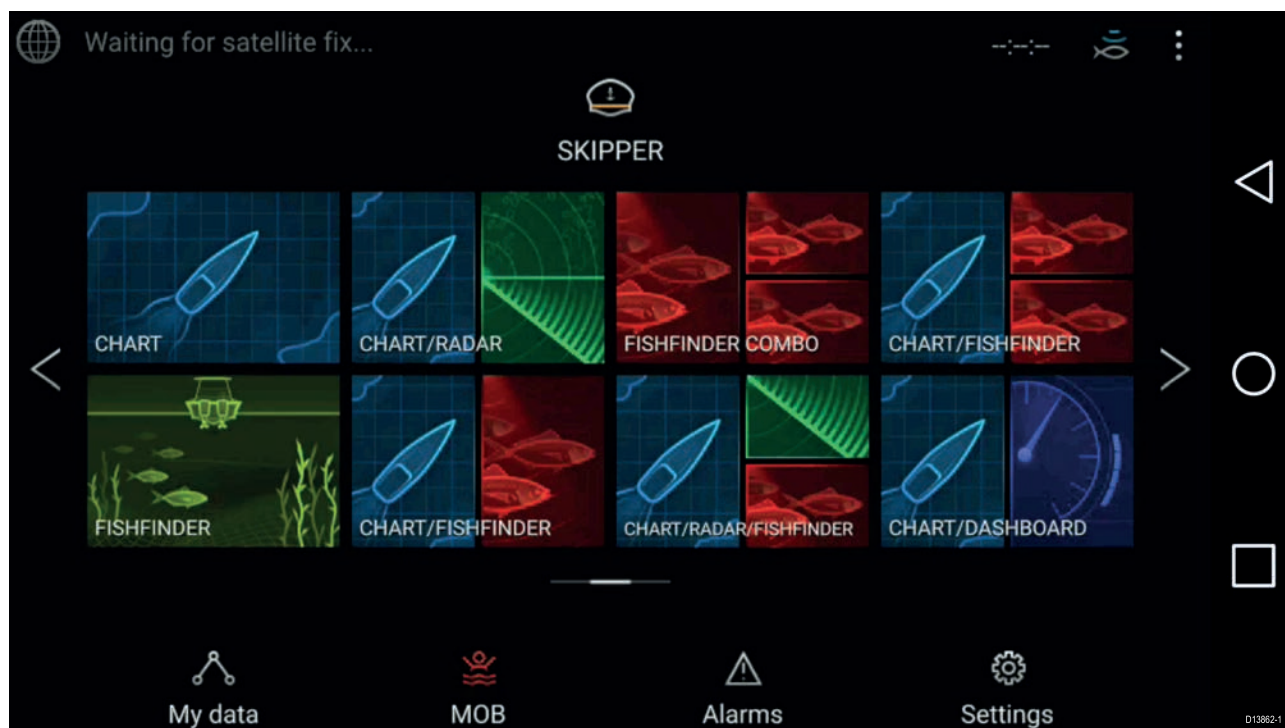 Waiting for satellite fix...
--:--:--
SKIPPER
CHART
CHART/RADAR
FISHFINDER COMBO
CHART/FISHFINDER
FISHFINDER
CHART/FISHFINDER
CHART/RADAR/FISHFINDER
CHART/DASHBOARD
My data
MOB
Alarms
Settings
D13862-1